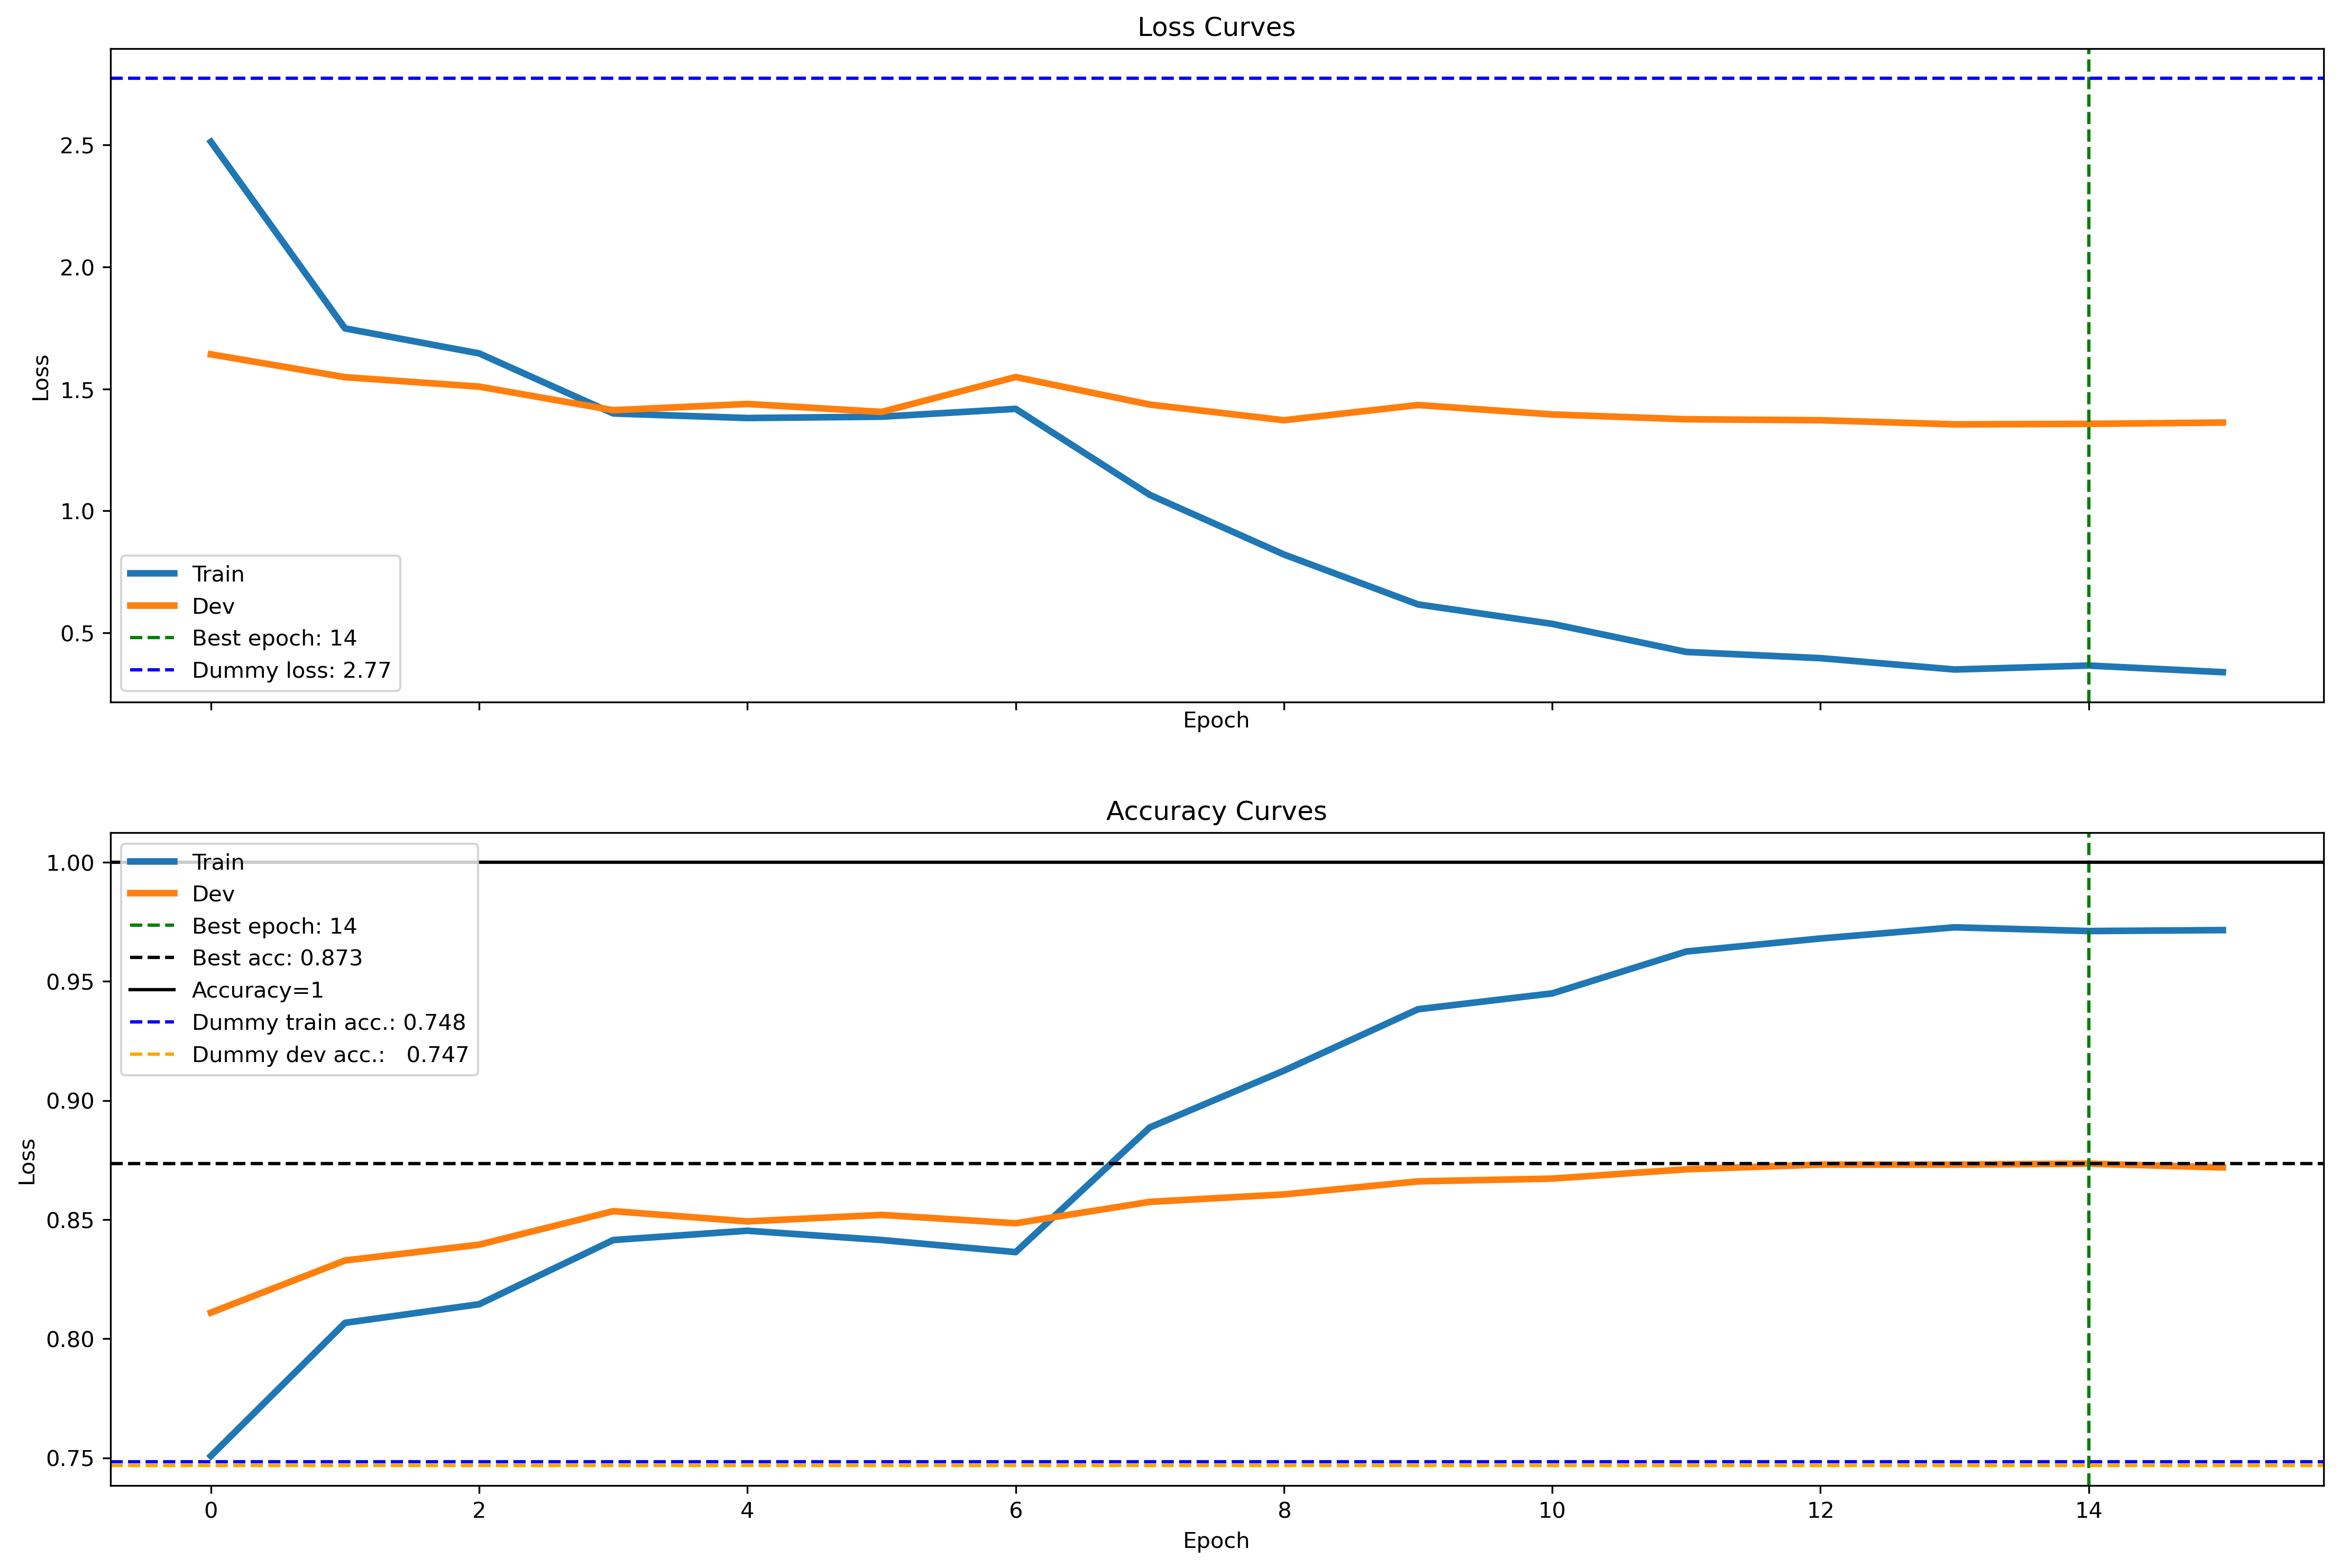 Loss Curves
2.5
2.0
1.5
1.0
0.5
Loss
Train
Dev
Best epoch: 14
Dummy loss: 2.77
Epoch
Accuracy Curves
1.00
0.95
0.90
0.85
0.80
0.75
Loss
Train
Dev
Best epoch: 14
Best acc: 0.873
Accuracy=1
Dummy train acc.: 0.748
Dummy dev acc.:   0.747
0 2 4 6 8 10 12 14
Epoch